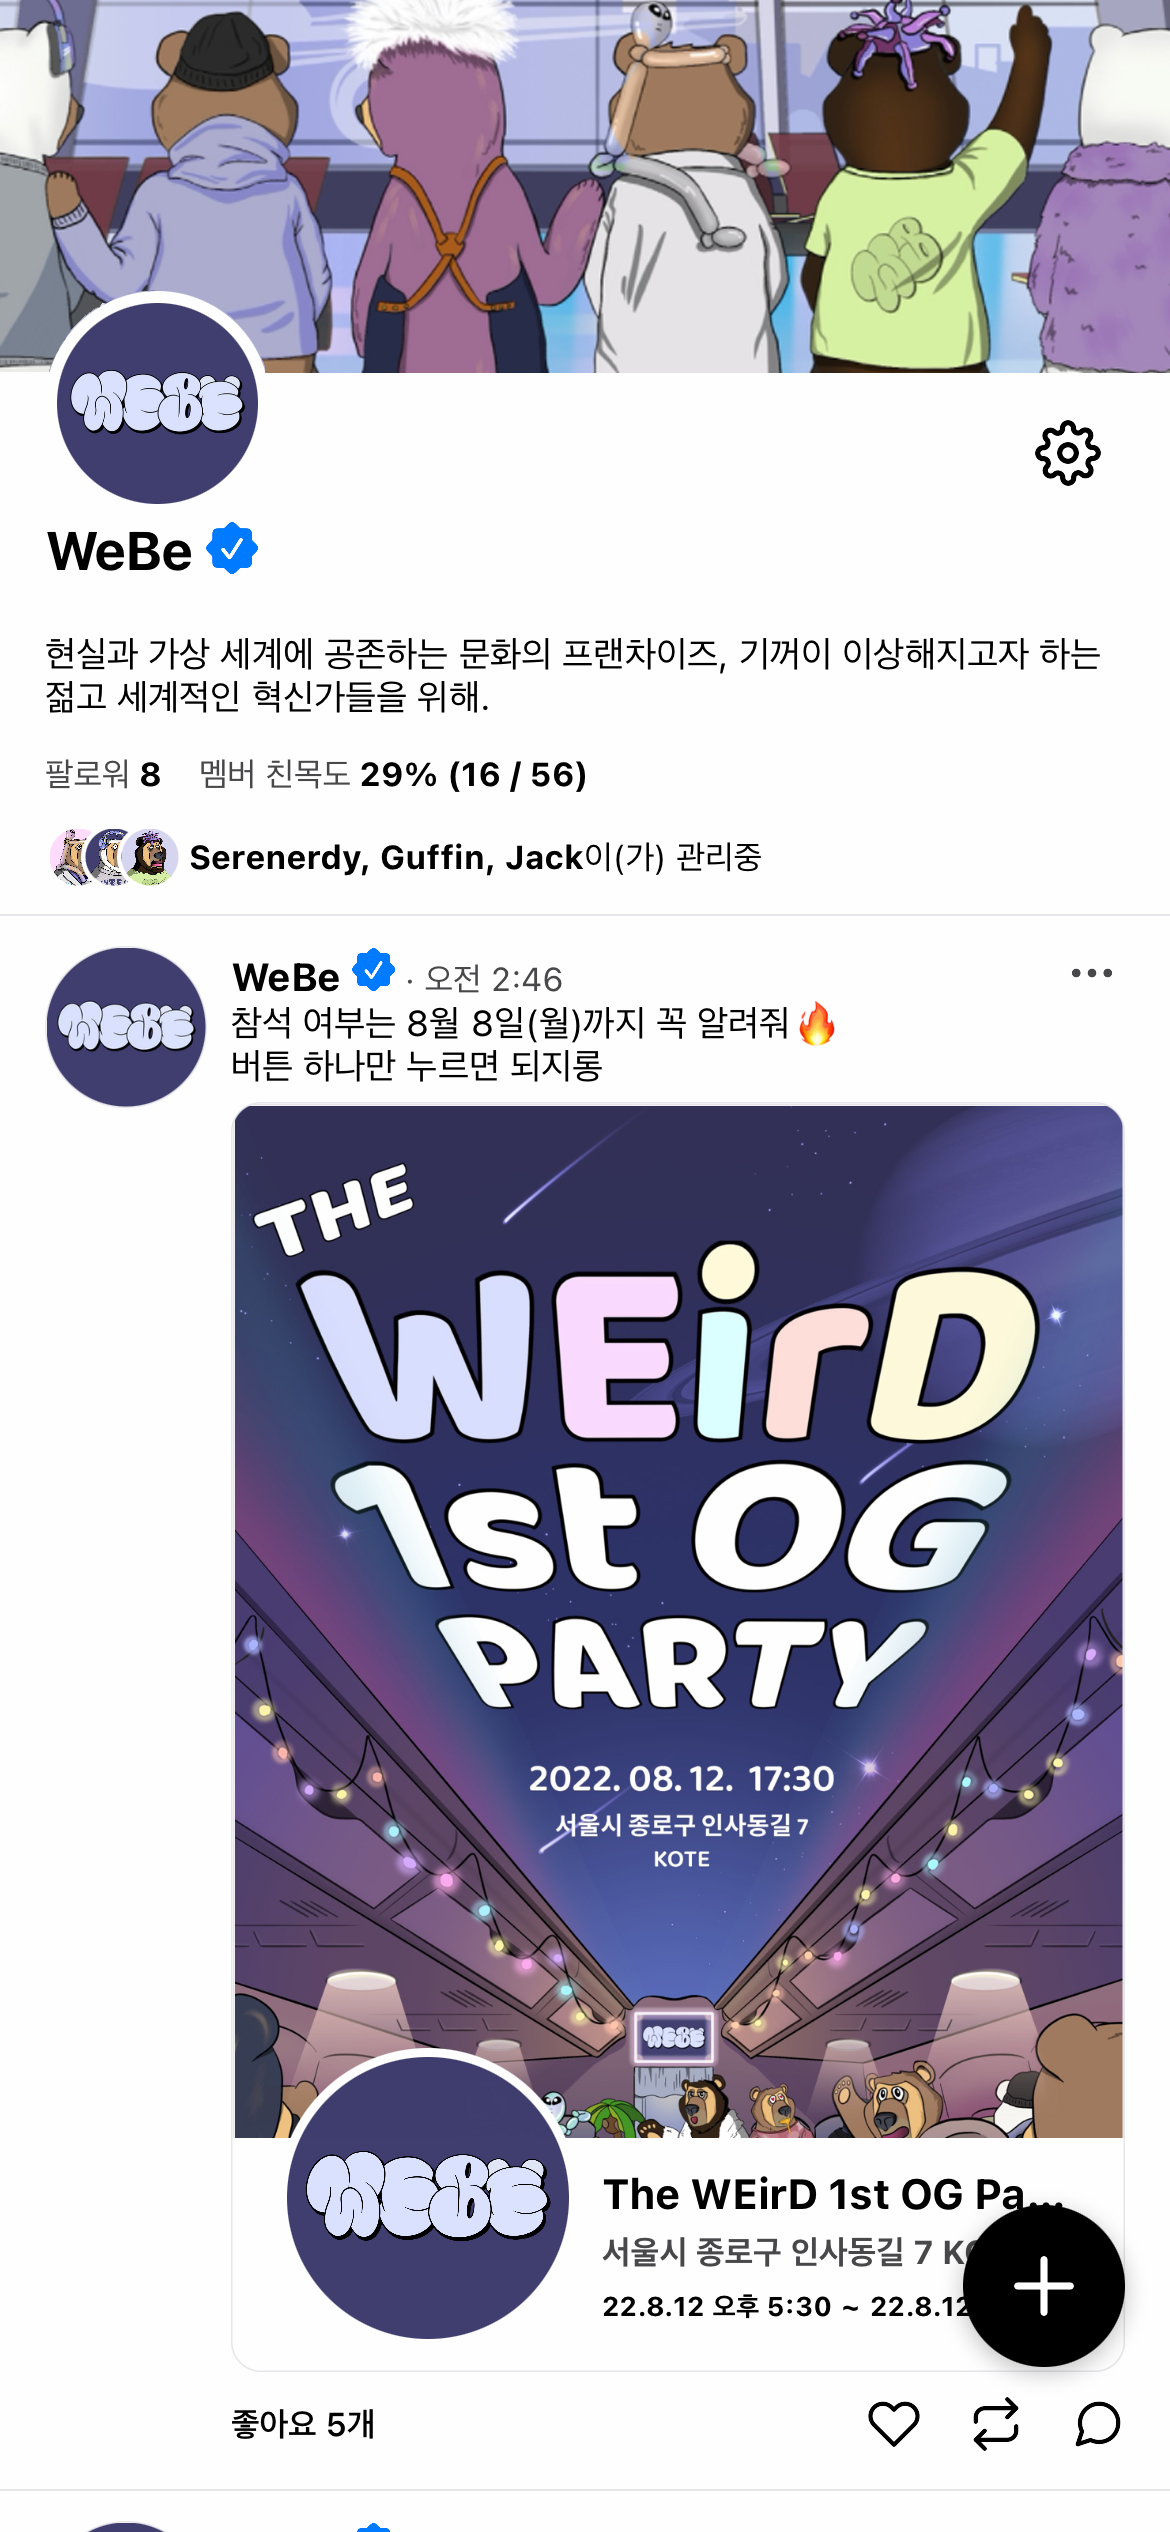 WEBE
WeBe
현실과 가상 세계에 공존하는 문화의 프랜차이즈, 기꺼이 이상해지고자 하는
젊고 세계적인 혁신가들을 위해.
팔로워 8 멤버 친목도 29% (16 / 56)
Serenerdy, Guffin, Jack이(가) 관리중
WEBE
WeBe · 오전 2:46
참석 여부는 8월 8일(월)까지 꼭 알려줘🔥
버튼 하나만 누르면 되지롱
THE
WEirD
1st OG
PARTY
2022. 08. 12. 17:30
서울시 종로구 인사동길 7
KOTE
WEBE
WEBE
The WEirD 1st OG Pa...
서울시 종로구 인사동길 7
22.8.12 오후 5:30 ~ 22.8.12
좋아요 5개